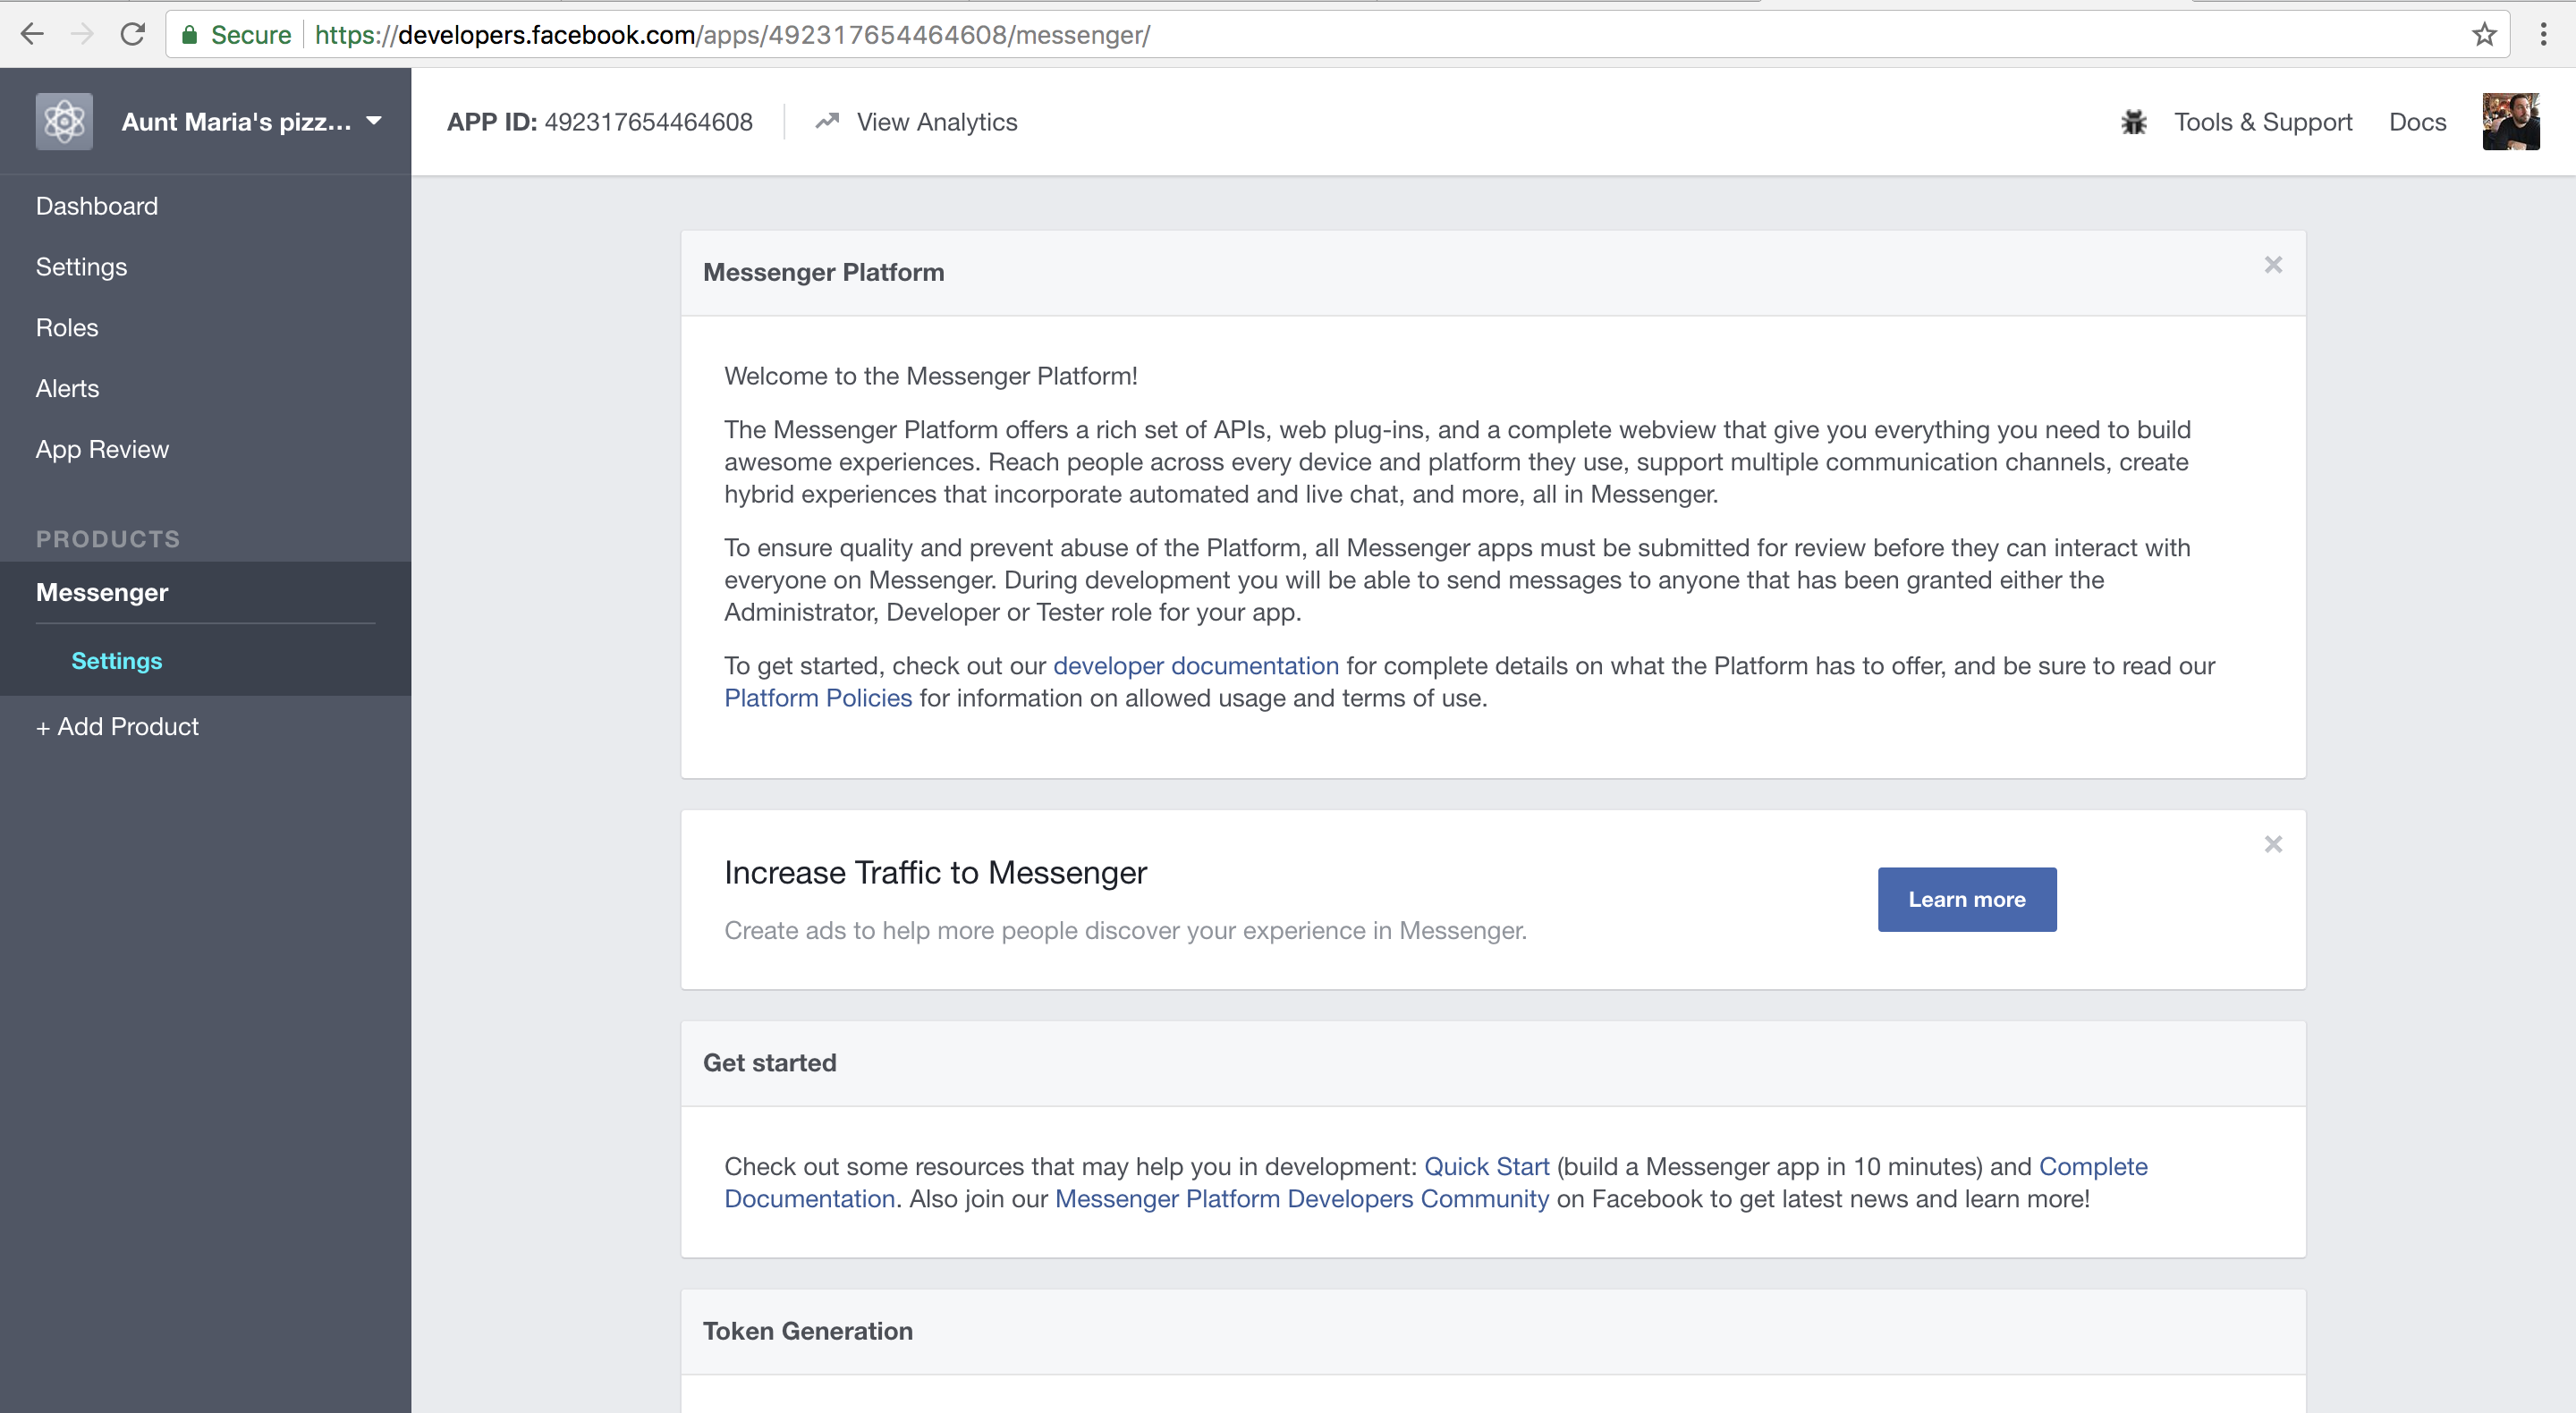 Secure https://developers.facebook.com/apps/492317654464608/messenger/
Aunt Maria's pizz...
APP ID: 492317654464608
View Analytics
Tools & Support
Docs
Dashboard
Settings
Roles
Alerts
App Review
PRODUCTS
Messenger
Settings
+ Add Product
Messenger Platform
Welcome to the Messenger Platform!
The Messenger Platform offers a rich set of APIs, web plug-ins, and a complete webview that give you everything you need to build
awesome experiences. Reach people across every device and platform they use, support multiple communication channels, create
hybrid experiences that incorporate automated and live chat, and more, all in Messenger.
To ensure quality and prevent abuse of the Platform, all Messenger apps must be submitted for review before they can interact with
everyone on Messenger. During development you will be able to send messages to anyone that has been granted either the
Administrator, Developer or Tester role for your app.
To get started, check out our developer documentation for complete details on what the Platform has to offer, and be sure to read our
Platform Policies for information on allowed usage and terms of use.
Increase Traffic to Messenger
Create ads to help more people discover your experience in Messenger.
Learn more
Get started
Check out some resources that may help you in development: Quick Start (build a Messenger app in 10 minutes) and Complete
Documentation. Also join our Messenger Platform Developers Community on Facebook to get latest news and learn more!
Token Generation